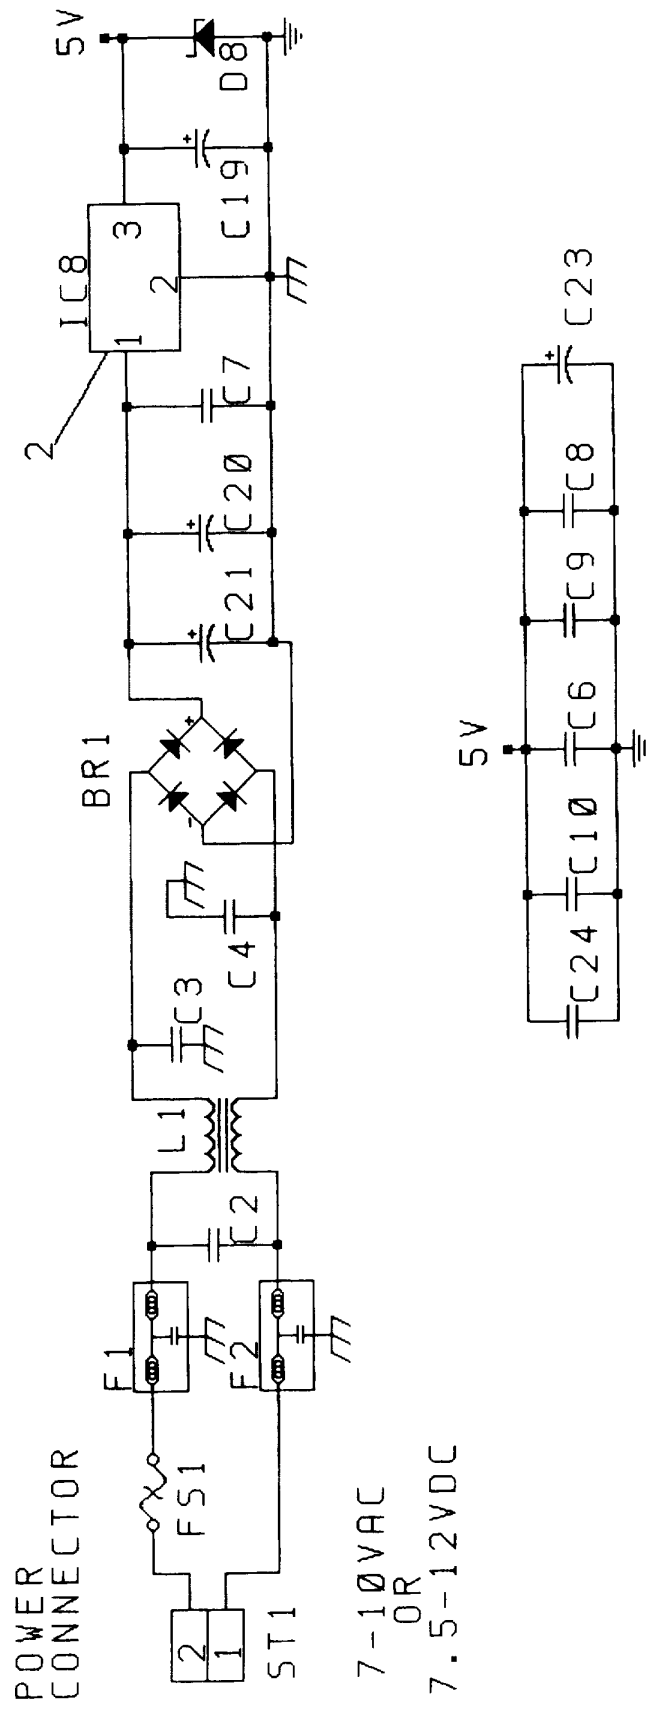 POWER
CONNECTOR
2
1
ST1
7-10VAC
OR
7.5-12VDC
FS1
F1
F2
C2
L1
C3
C4
BR1
+
-
+
C21
+
C20
C7
2
IC8
1
2
3
+
C19
D8
5V
5V
C24
C10
C6
C9
C8
+
C23